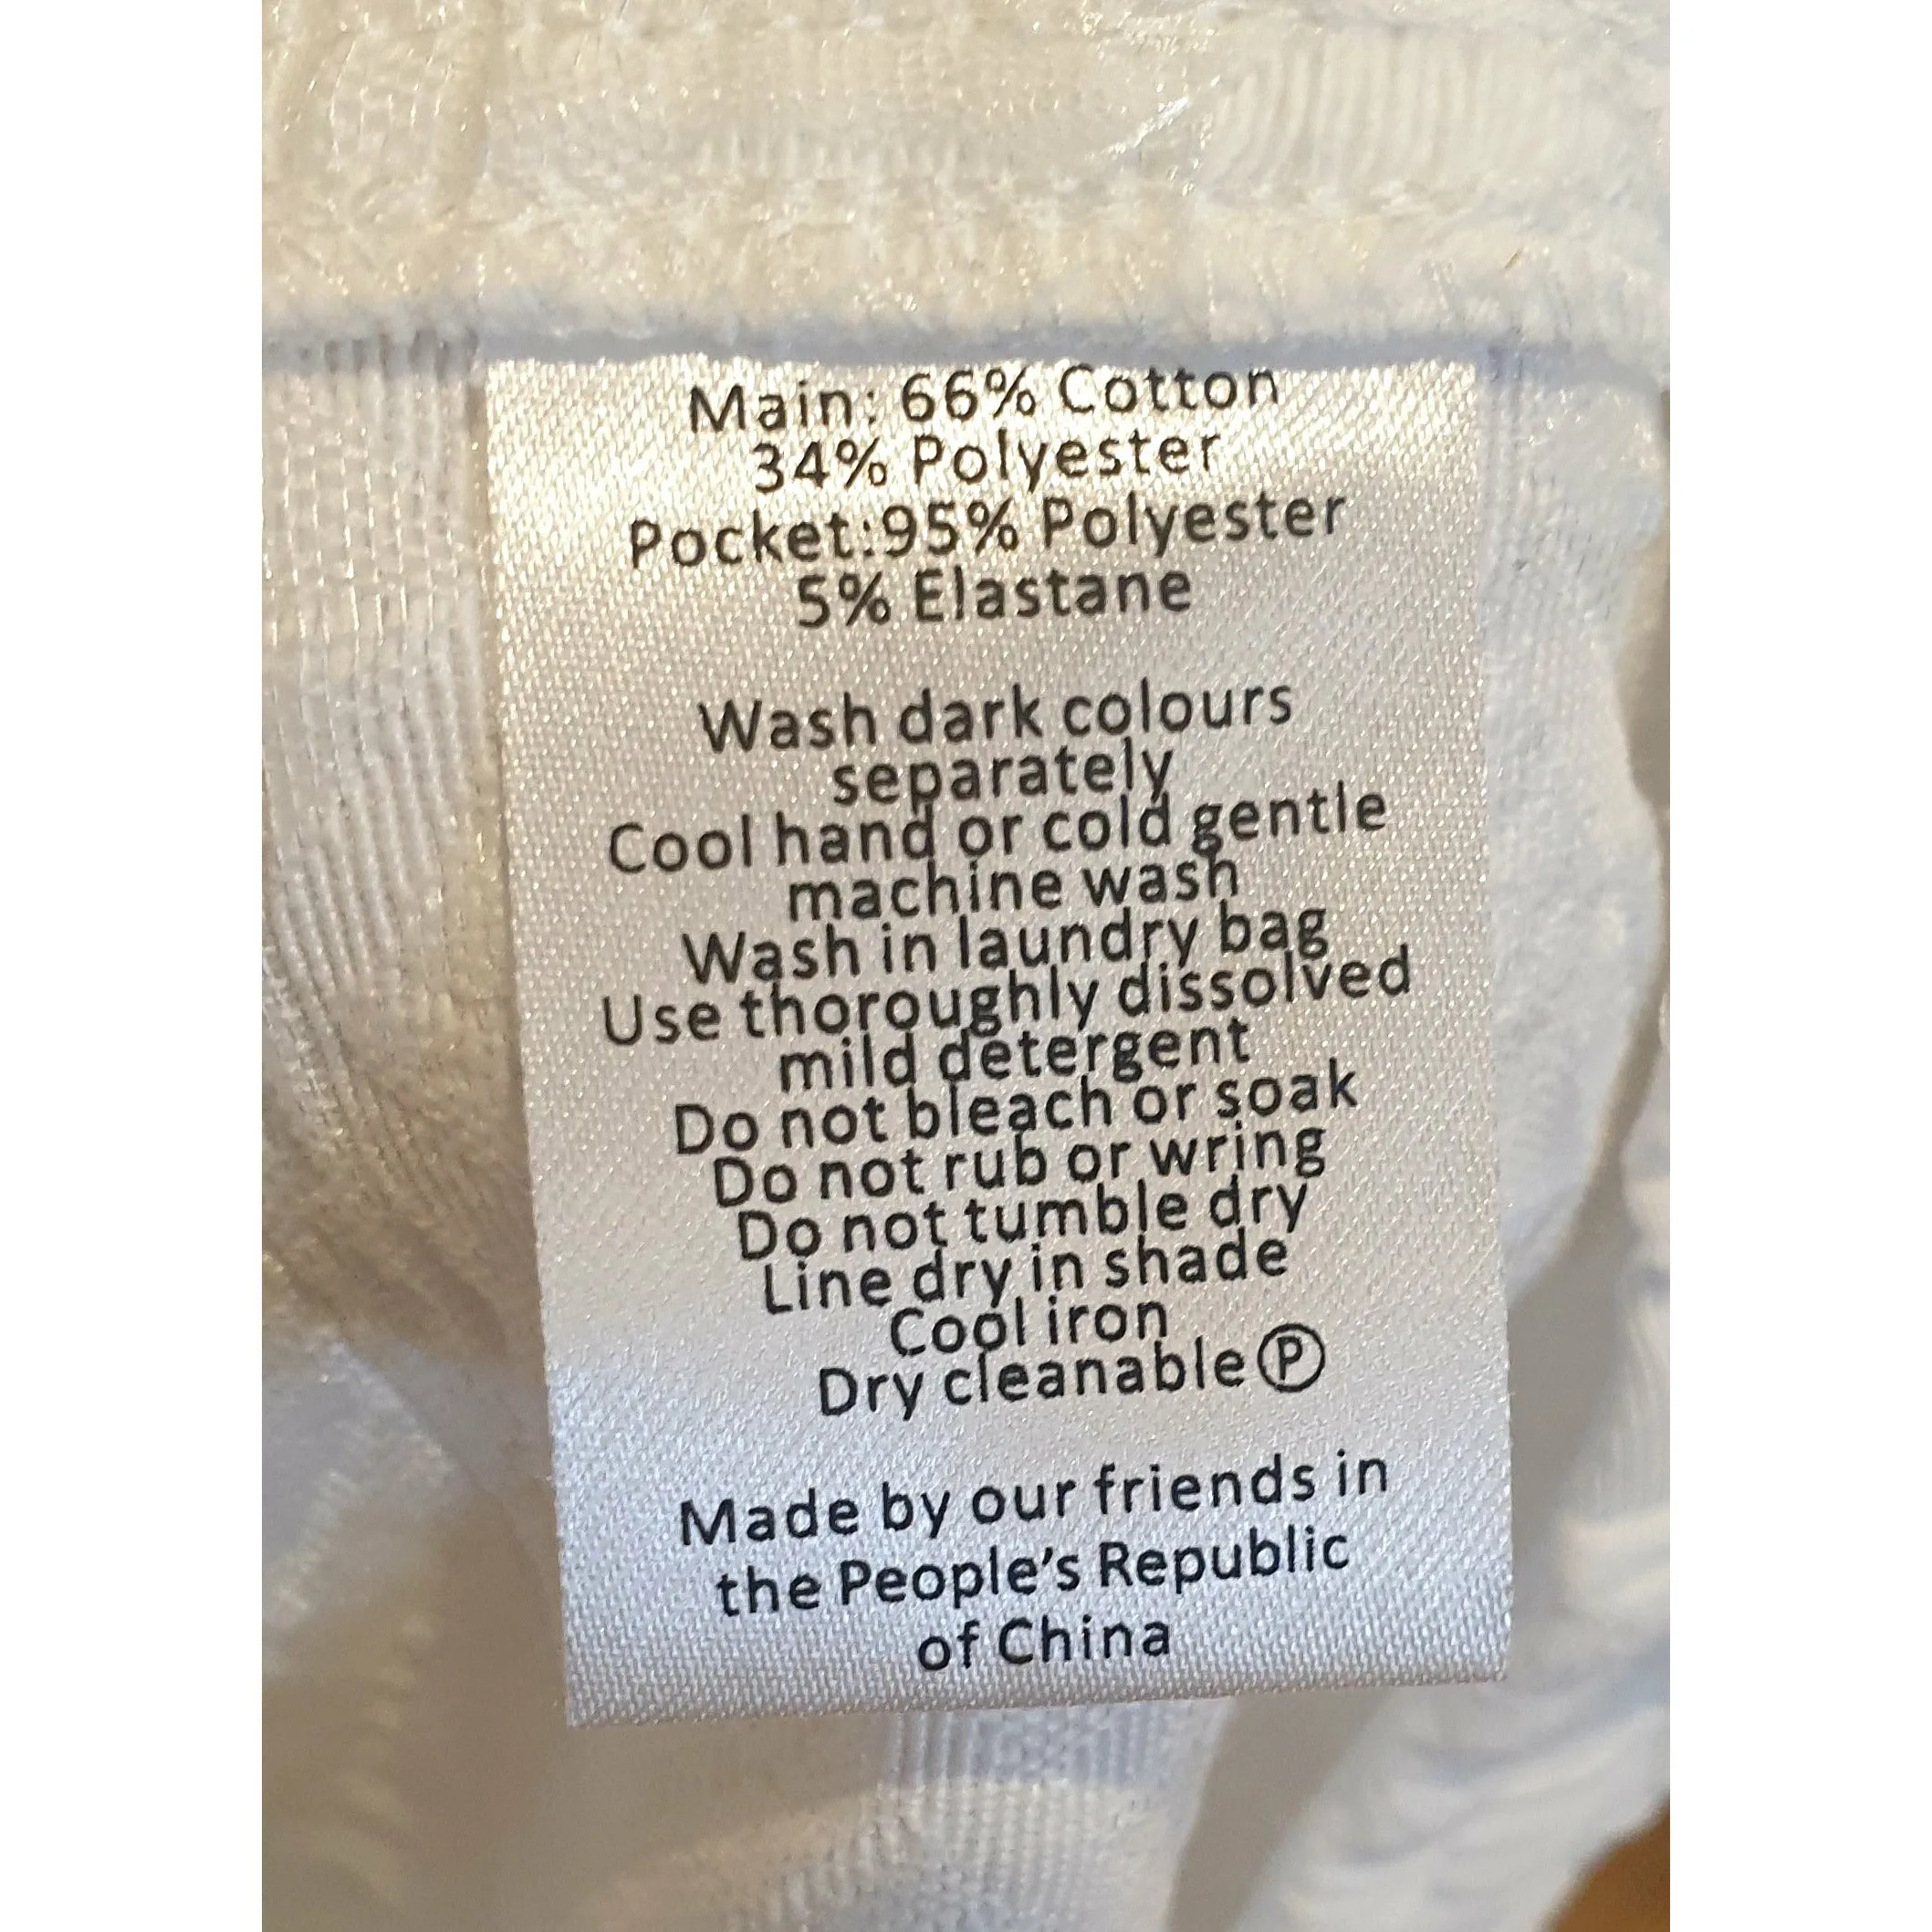 Main: 66% Cotton
34% Polyester
Pocket:95% Polyester
5% Elastane
Wash dark colours
separately
Cool hand or cold gentle
machine wash
Wash in laundry bag
Use thoroughly dissolved
mild detergent
Do not bleach or soak
Do not rub or wring
Do not tumble dry
Line dry in shade
Cool iron
Dry cleanable Ⓟ
Made by our friends in
the People’s Republic
of China